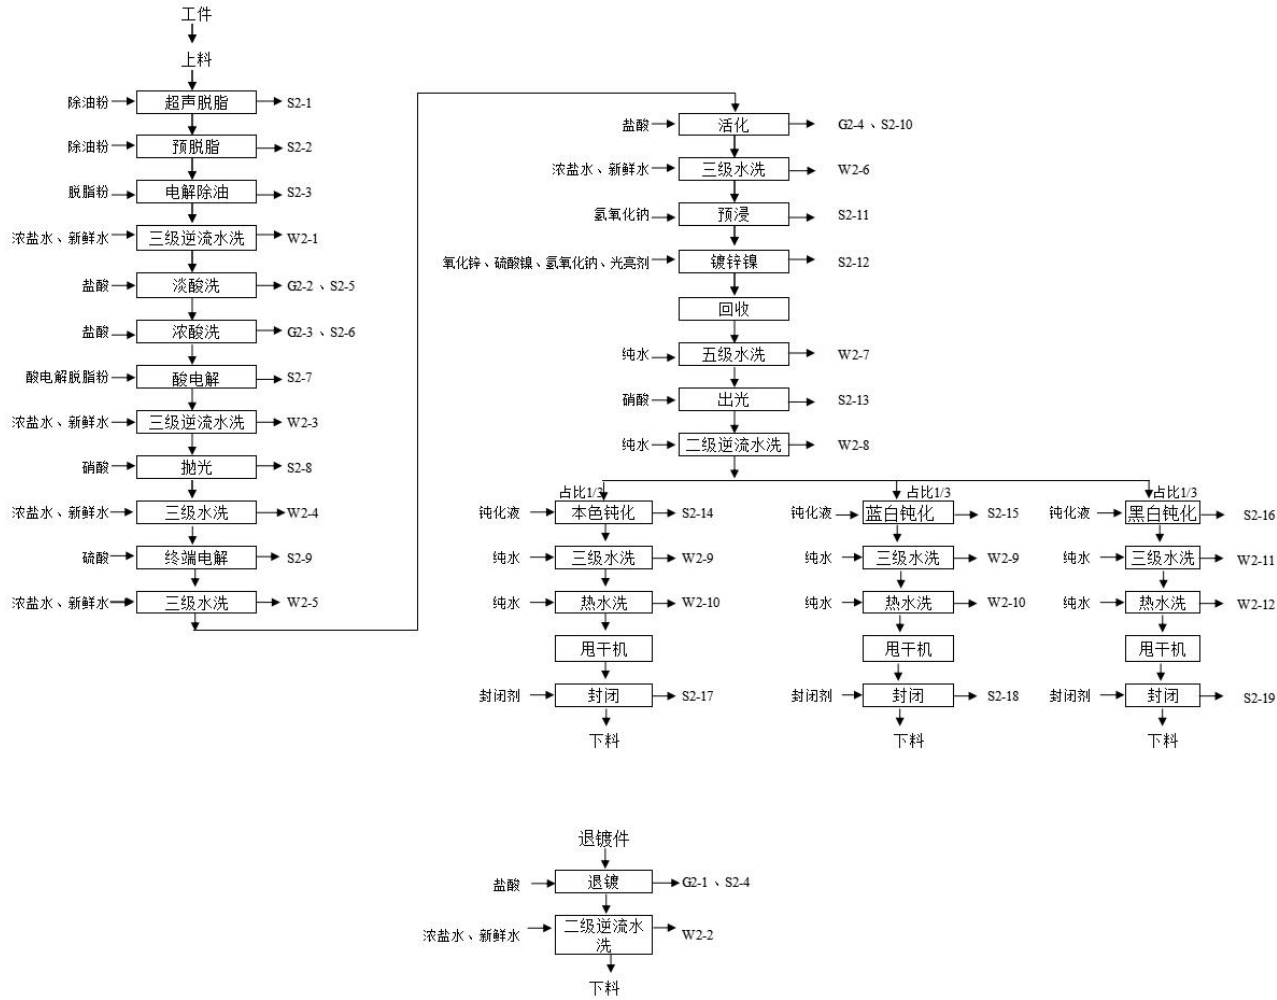 工件
上料
除油粉 超声脱脂 S2-1
除油粉 预脱脂 S2-2
脱脂粉 电解除油 S2-3
浓盐水、新鲜水 三级逆流水洗 W2-1
盐酸 淡酸洗 G2-2、S2-5
盐酸 浓酸洗 G2-3、S2-6
酸电解脱脂粉 酸电解 S2-7
浓盐水、新鲜水 三级逆流水洗 W2-3
硝酸 抛光 S2-8
浓盐水、新鲜水 三级水洗 W2-4
硫酸 终端电解 S2-9
浓盐水、新鲜水 三级水洗 W2-5
盐酸 活化 G2-4、S2-10
浓盐水、新鲜水 三级水洗 W2-6
氢氧化钠 预浸 S2-11
氧化锌、硫酸镍、氢氧化钠、光亮剂 镀锌镍 S2-12
回收
纯水 五级水洗 W2-7
硝酸 出光 S2-13
纯水 二级逆流水洗 W2-8
占比1/3
钝化液 本色钝化 S2-14
纯水 三级水洗 W2-9
纯水 热水洗 W2-10
甩干机
封闭剂 封闭 S2-17
下料
占比1/3
钝化液 蓝白钝化 S2-15
纯水 三级水洗 W2-9
纯水 热水洗 W2-10
甩干机
封闭剂 封闭 S2-18
下料
占比1/3
钝化液 黑白钝化 S2-16
纯水 三级水洗 W2-11
纯水 热水洗 W2-12
甩干机
封闭剂 封闭 S2-19
下料
退镀件
盐酸 退镀 G2-1、S2-4
浓盐水、新鲜水 二级逆流水
洗 W2-2
下料